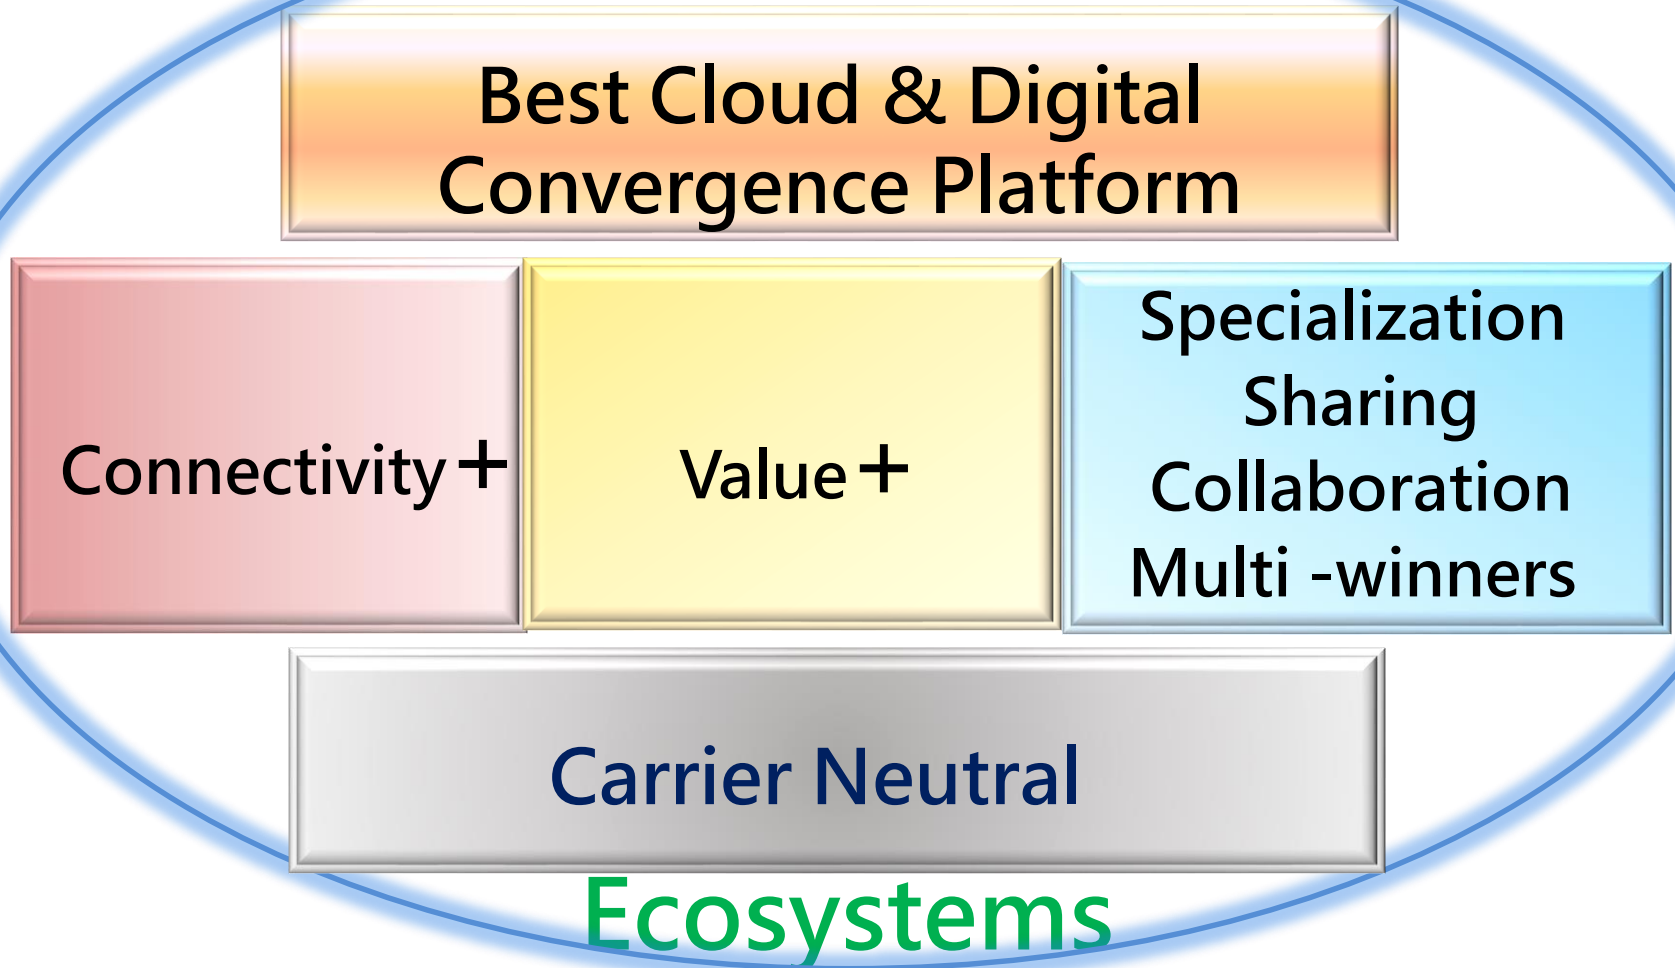 Best Cloud & Digital
Convergence Platform
Connectivity+
Value+
Specialization
Sharing
Collaboration
Multi -winners
Carrier Neutral
Ecosystems